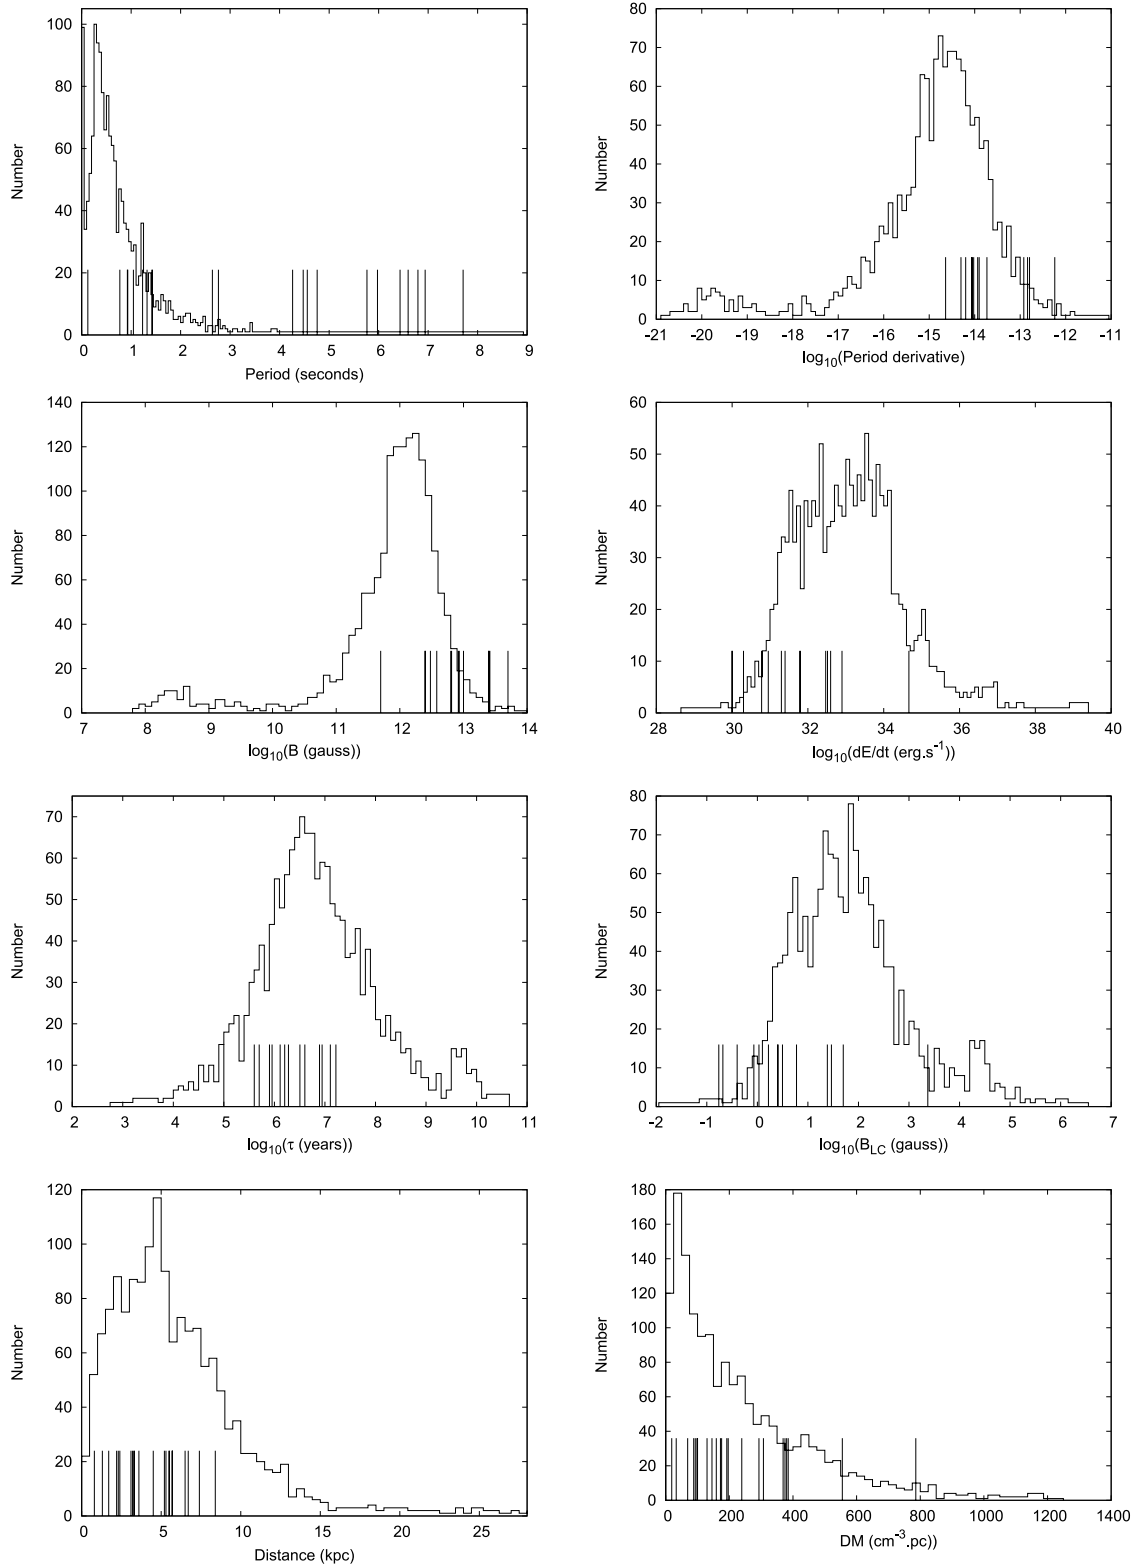 100
80
60
40
20
0
0 1 2 3 4 5 6 7 8 9
Number
Period (seconds)
80
70
60
50
40
30
20
10
0
-21 -20 -19 -18 -17 -16 -15 -14 -13 -12 -11
Number
log10(Period derivative)
140
120
100
80
60
40
20
0
7 8 9 10 11 12 13 14
Number
log10(B (gauss))
60
50
40
30
20
10
0
28 30 32 34 36 38 40
Number
log10(dE/dt (erg.s-1))
70
60
50
40
30
20
10
0
2 3 4 5 6 7 8 9 10 11
Number
log10(τ (years))
80
70
60
50
40
30
20
10
0
-2 -1 0 1 2 3 4 5 6 7
Number
log10(BLC (gauss))
120
100
80
60
40
20
0
0 5 10 15 20 25
Number
Distance (kpc)
180
160
140
120
100
80
60
40
20
0
0 200 400 600 800 1000 1200 1400
Number
DM (cm-3.pc))